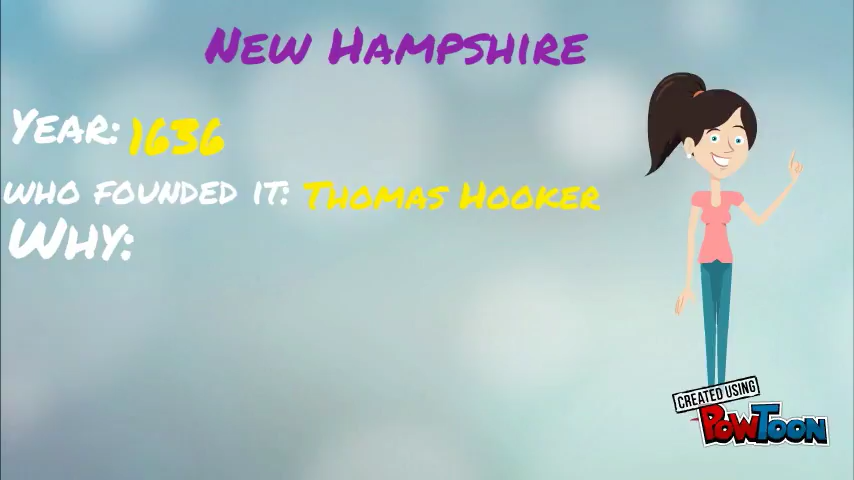 New Hampshire
Year: 1636
who founded it: Thomas Hooker
Why:
CREATED USING
PowToon